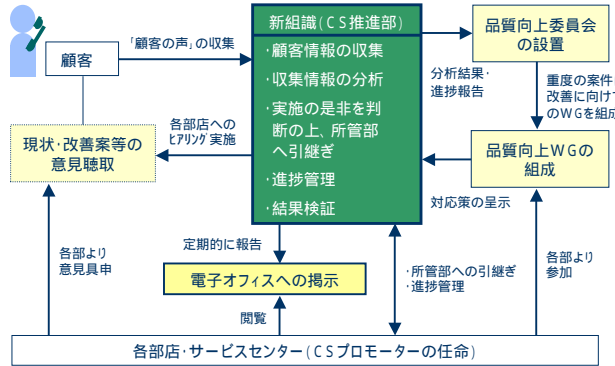 顧客
「顧客の声」の収集
新組織(CS推進部)
・顧客情報の収集
・収集情報の分析
・実施の是非を判
断の上、所管部
へ引継ぎ
・進捗管理
・結果検証
品質向上委員会
の設置
分析結果・
進捗報告
重度の案件
改善に向けて
のWGを組成
現状・改善案等の
意見聴取
各部店への
ヒアリング実施
品質向上WGの
組成
対応策の呈示
各部より
意見具申
定期的に報告
電子オフィスへの掲示
閲覧
・所管部への引継ぎ
・進捗管理
各部より
参加
各部店・サービスセンター(CSプロモーターの任命)